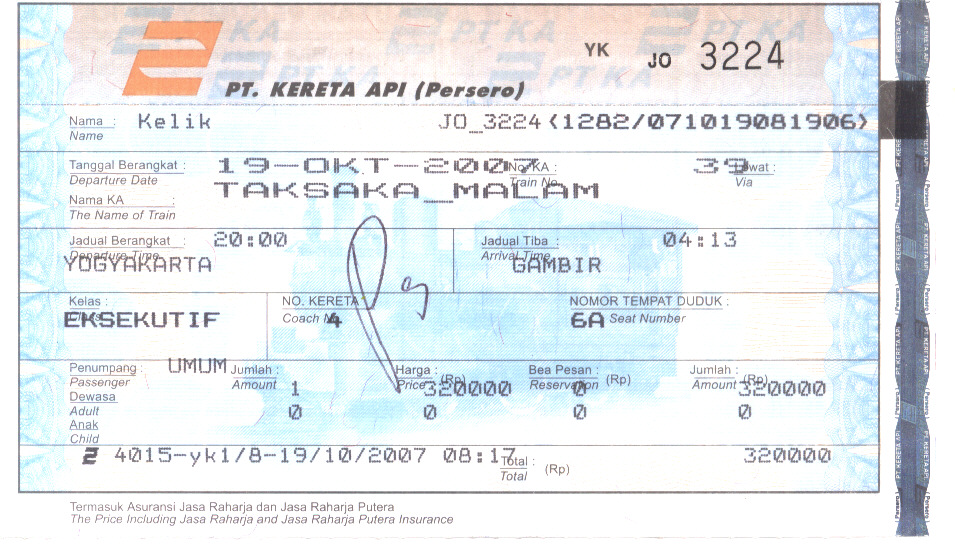 YK JO 3224
PT. KERETA API (Persero)
Nama : Kelik JO_3224 (1282/071019081906)
Name
Tanggal Berangkat : 19-OKT-2007 No. KA : 39 Lewat :
Departure Date Train No. Via
Nama KA : TAKSAKA_MALAM
The Name of Train
Jadual Berangkat : 20:00 Jadual Tiba : 04:13
Departure Time Arrival Time
YOGYAKARTA GAMBIR
Kelas : NO. KERETA NOMOR TEMPAT DUDUK :
Class Coach No. Seat Number
EKSEKUTIF 4 6A
Penumpang : UMUM Jumlah : Harga : (Rp) Bea Pesan : (Rp) Jumlah : (Rp)
Passenger Amount Price Reservation Amount
Dewasa 1 320000 0 320000
Adult 0 0 0 0
Anak
Child
4015-yk1/8-19/10/2007 08:17 Total : (Rp) 320000
Total
Termasuk Asuransi Jasa Raharja dan Jasa Raharja Putera
The Price Including Jasa Raharja and Jasa Raharja Putera Insurance